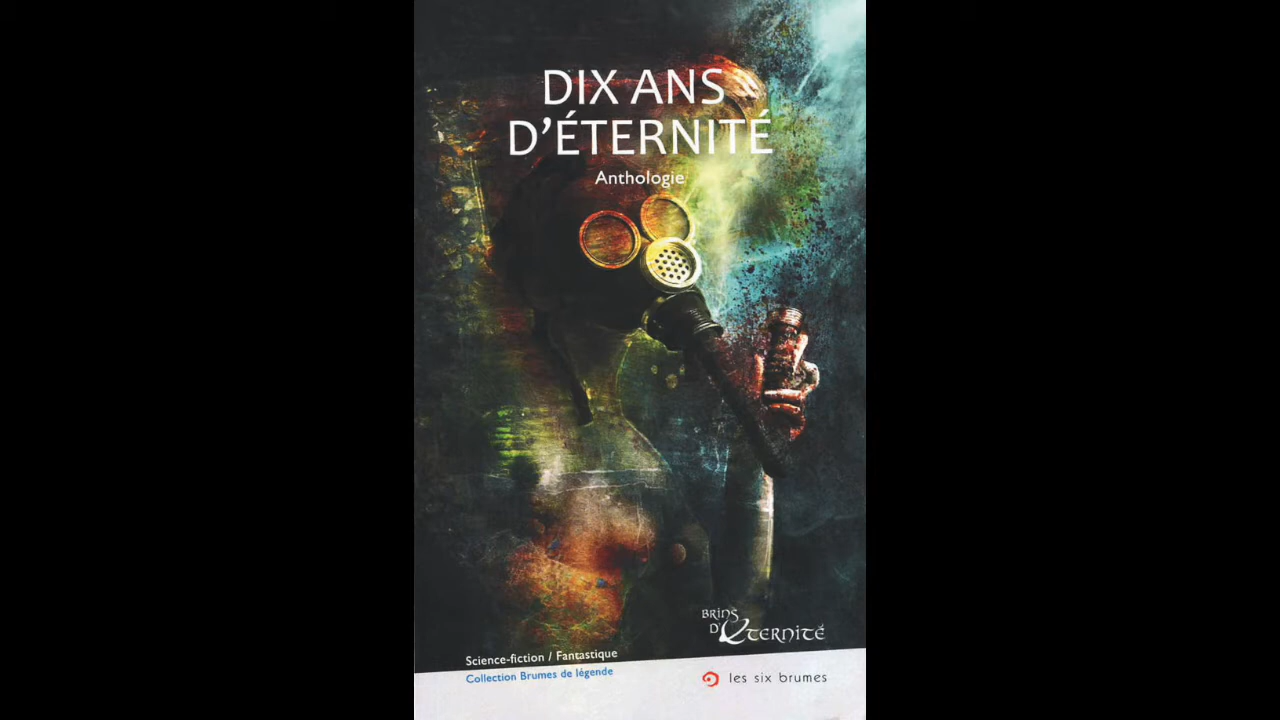 DIX ANS
D'ÉTERNITÉ
Anthologie
BRINS
D'ÉTERNITÉ
Science-fiction / Fantastique
Collection Brumes de légende
les six brumes